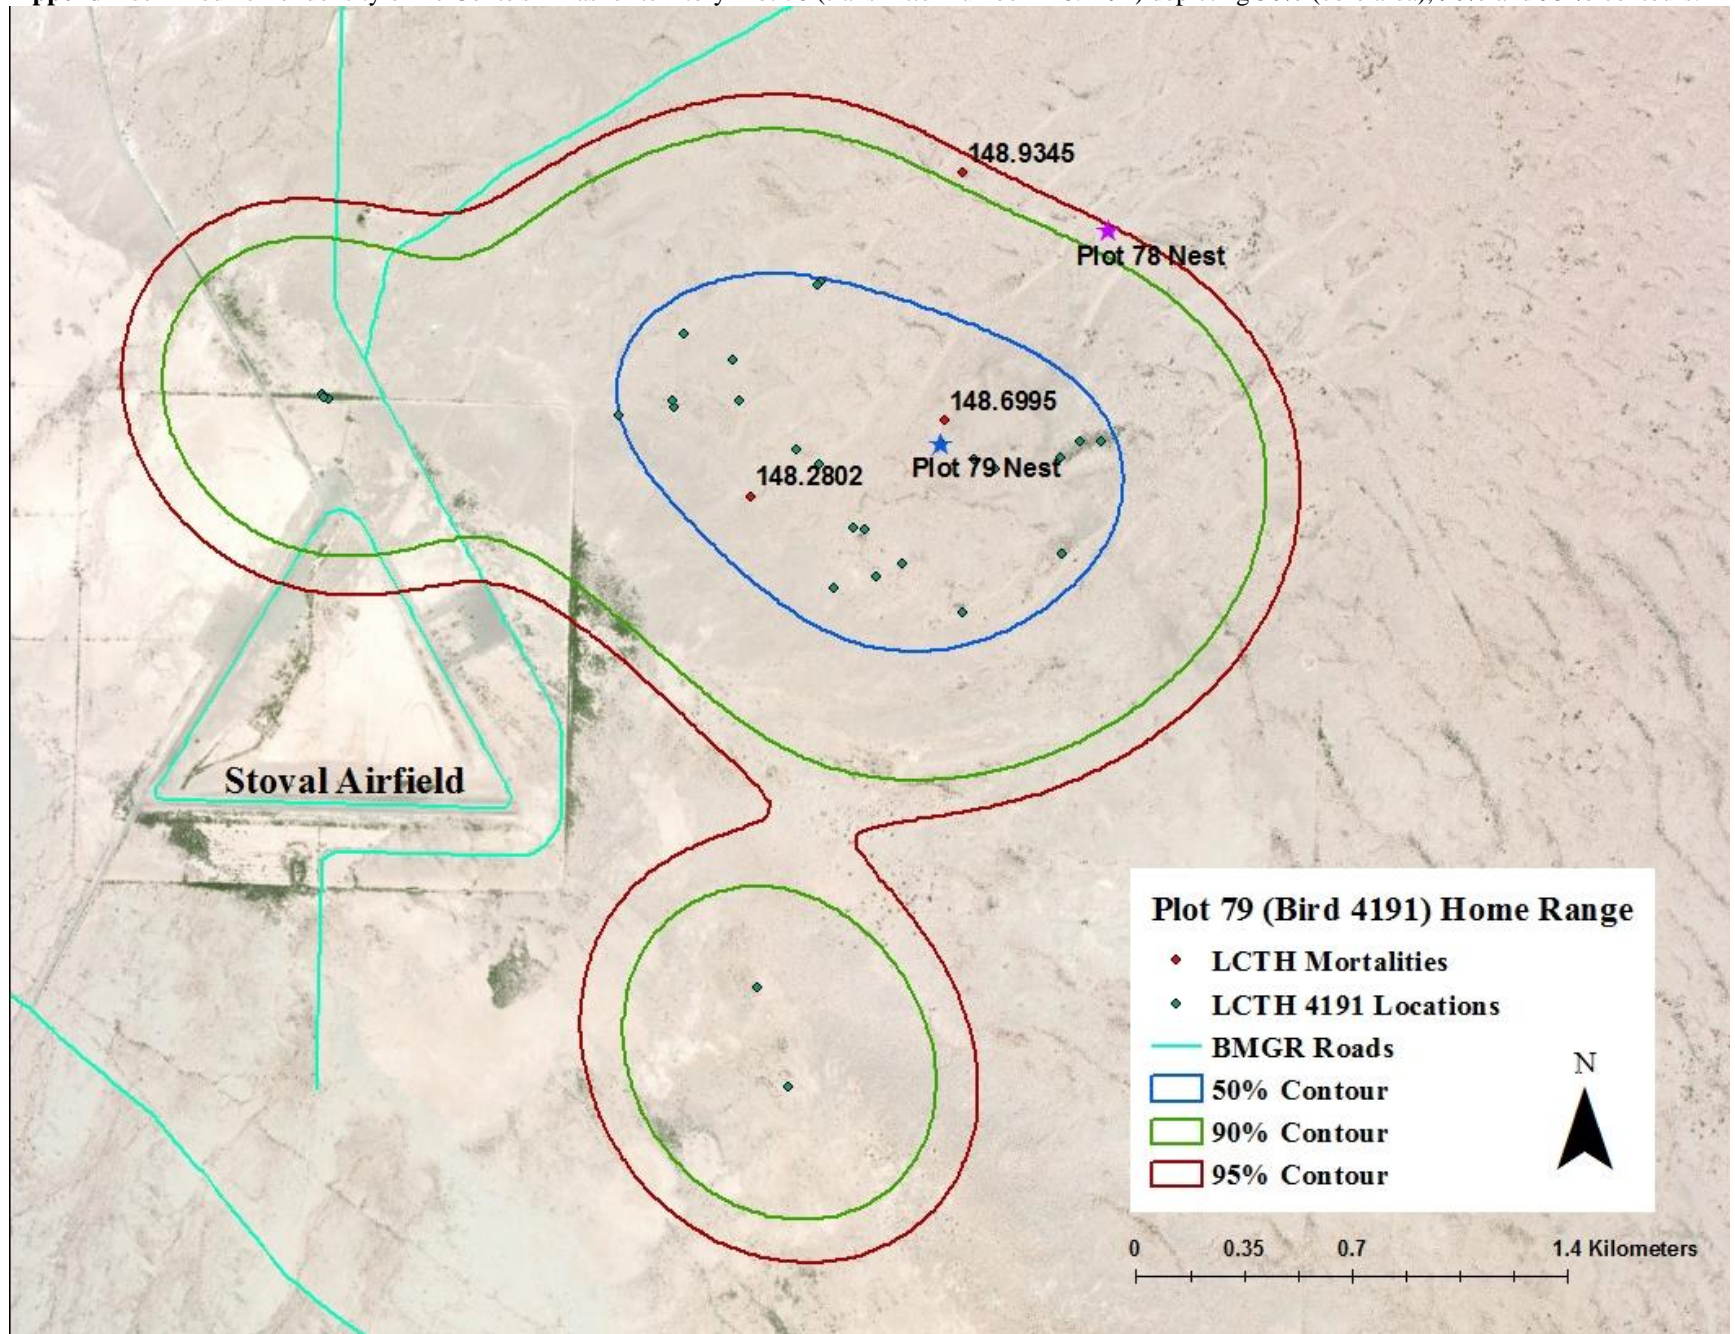 148.9345
Plot 78 Nest
148.6995
Plot 79 Nest
148.2802
Stoval Airfield
Plot 79 (Bird 4191) Home Range
LCTH Mortalities
LCTH 4191 Locations
BMGR Roads
50% Contour
90% Contour
95% Contour
N
0 0.35 0.7 1.4 Kilometers